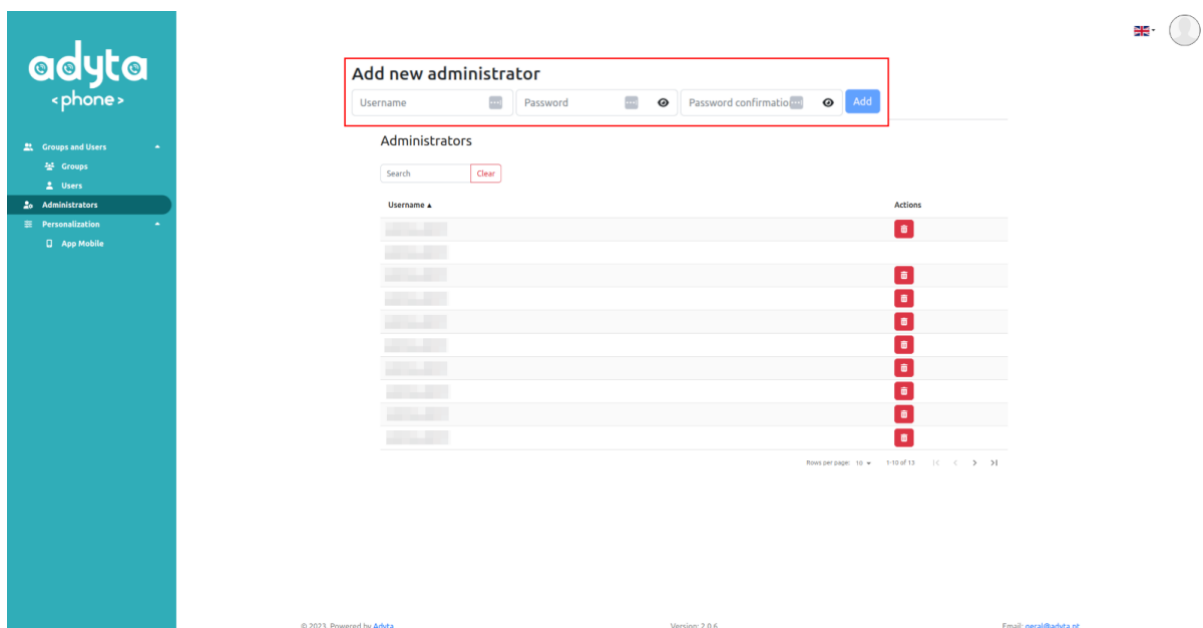 adyta
<phone>
Groups and Users
Groups
Users
Administrators
Personalization
App Mobile
Add new administrator
Username
Password
Password confirmatio
Add
Administrators
Search
Clear
Username ▲
Actions
Rows per page: 10
1-10 of 13
© 2023, Powered by Adyta
Version: 2.0.6
Email: geral@adyta.pt